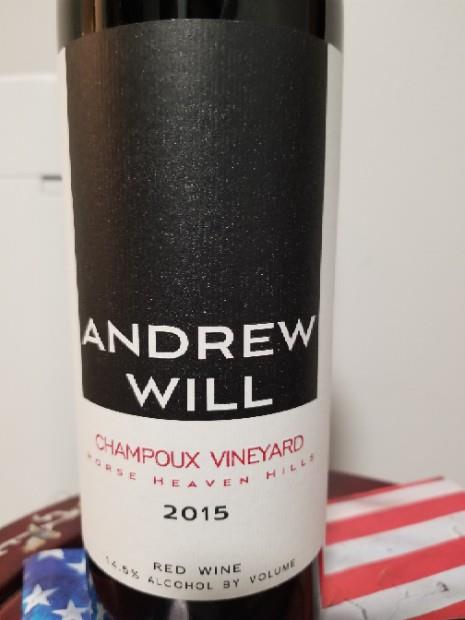 ANDREW
WILL
CHAMPOUX VINEYARD
HORSE HEAVEN HILLS
2015
RED WINE
14.5% ALCOHOL BY VOLUME